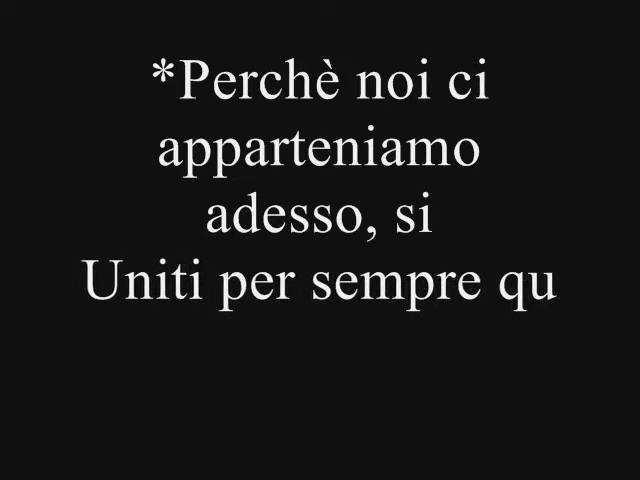 *Perchè noi ci
apparteniamo
adesso, si
Uniti per sempre qu